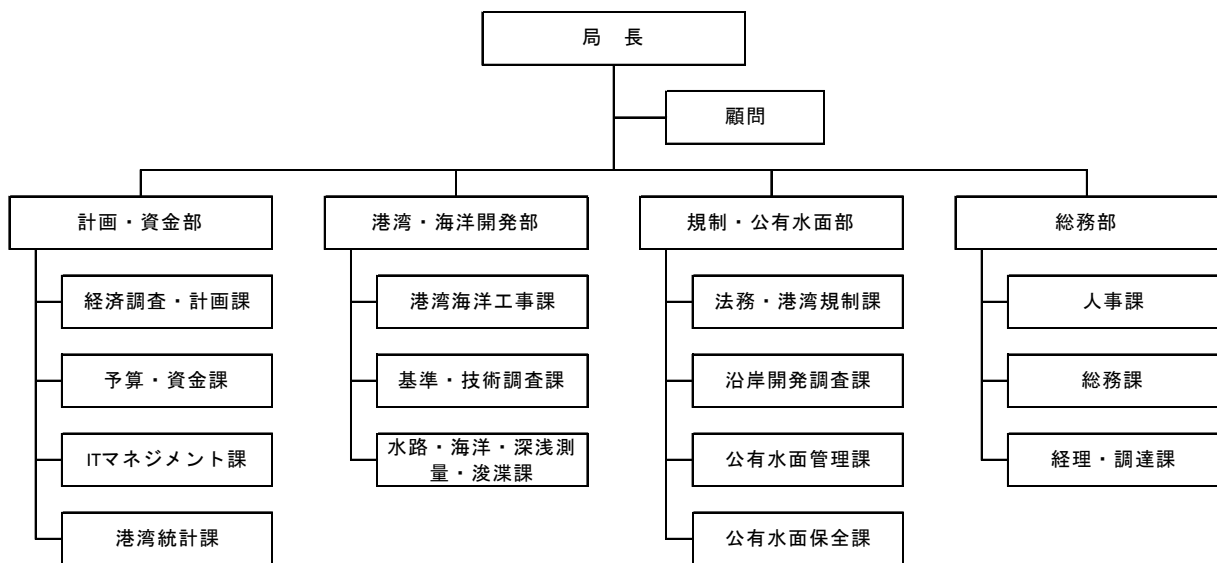 局　長
顧問
計画・資金部
港湾・海洋開発部
規制・公有水面部
総務部
経済調査・計画課
港湾海洋工事課
法務・港湾規制課
人事課
予算・資金課
基準・技術調査課
沿岸開発調査課
総務課
ITマネジメント課
水路・海洋・深浅測
量・浚渫課
公有水面管理課
経理・調達課
港湾統計課
公有水面保全課